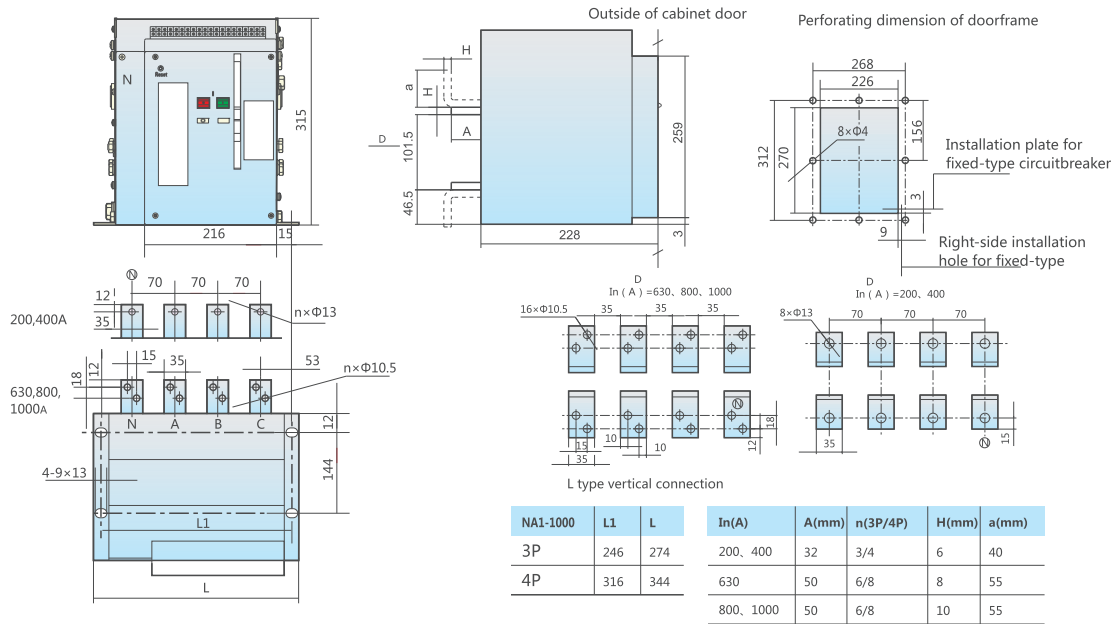 Outside of cabinet door
Perforating dimension of doorframe
N
Reset
I
315
216
15
H
a
H
A
D
101.5
46.5
259
228
3
268
226
8×Φ4
312
270
156
3
9
Installation plate for
fixed-type circuitbreaker
Right-side installation
hole for fixed-type
N
70
70
70
12
35
200,400A
n×Φ13
15
35
53
18
12
n×Φ10.5
630,800,
1000A
N
A
B
C
12
144
4-9×13
L1
L
D
In ( A ) =630、800、1000
16×Φ10.5
35
35
35
N
18
12
10
10
15
35
L type vertical connection
D
In ( A ) =200、400
8×Φ13
70
70
70
35
N
15
NA1-1000 L1 L
3P 246 274
4P 316 344
In(A) A(mm) n(3P/4P) H(mm) a(mm)
200、400 32 3/4 6 40
630 50 6/8 8 55
800、1000 50 6/8 10 55